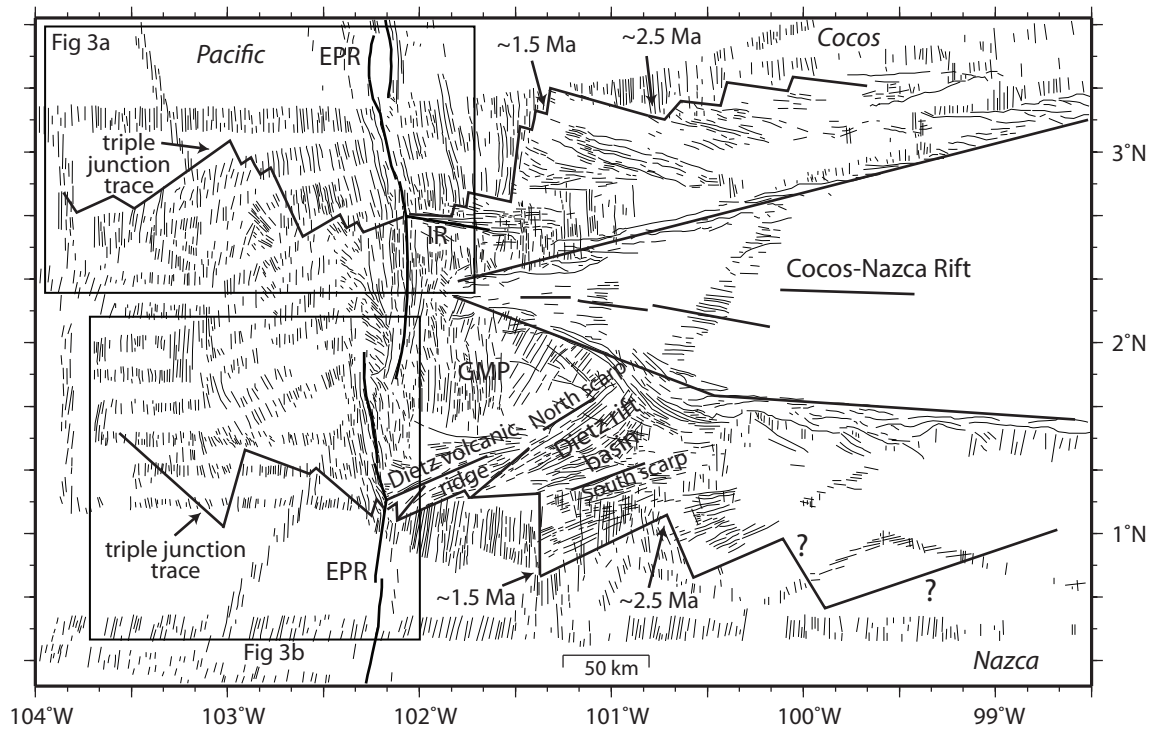 Fig 3a
Pacific
EPR
~1.5 Ma
~2.5 Ma
Cocos
triple
junction
trace
3˚N
IR
Cocos-Nazca Rift
2˚N
GMP
North scarp
Dietz volcanic
ridge
Dietz rift
basin
South scarp
1˚N
triple junction
trace
EPR
~1.5 Ma
~2.5 Ma
?
?
Fig 3b
50 km
Nazca
104˚W 103˚W 102˚W 101˚W 100˚W 99˚W